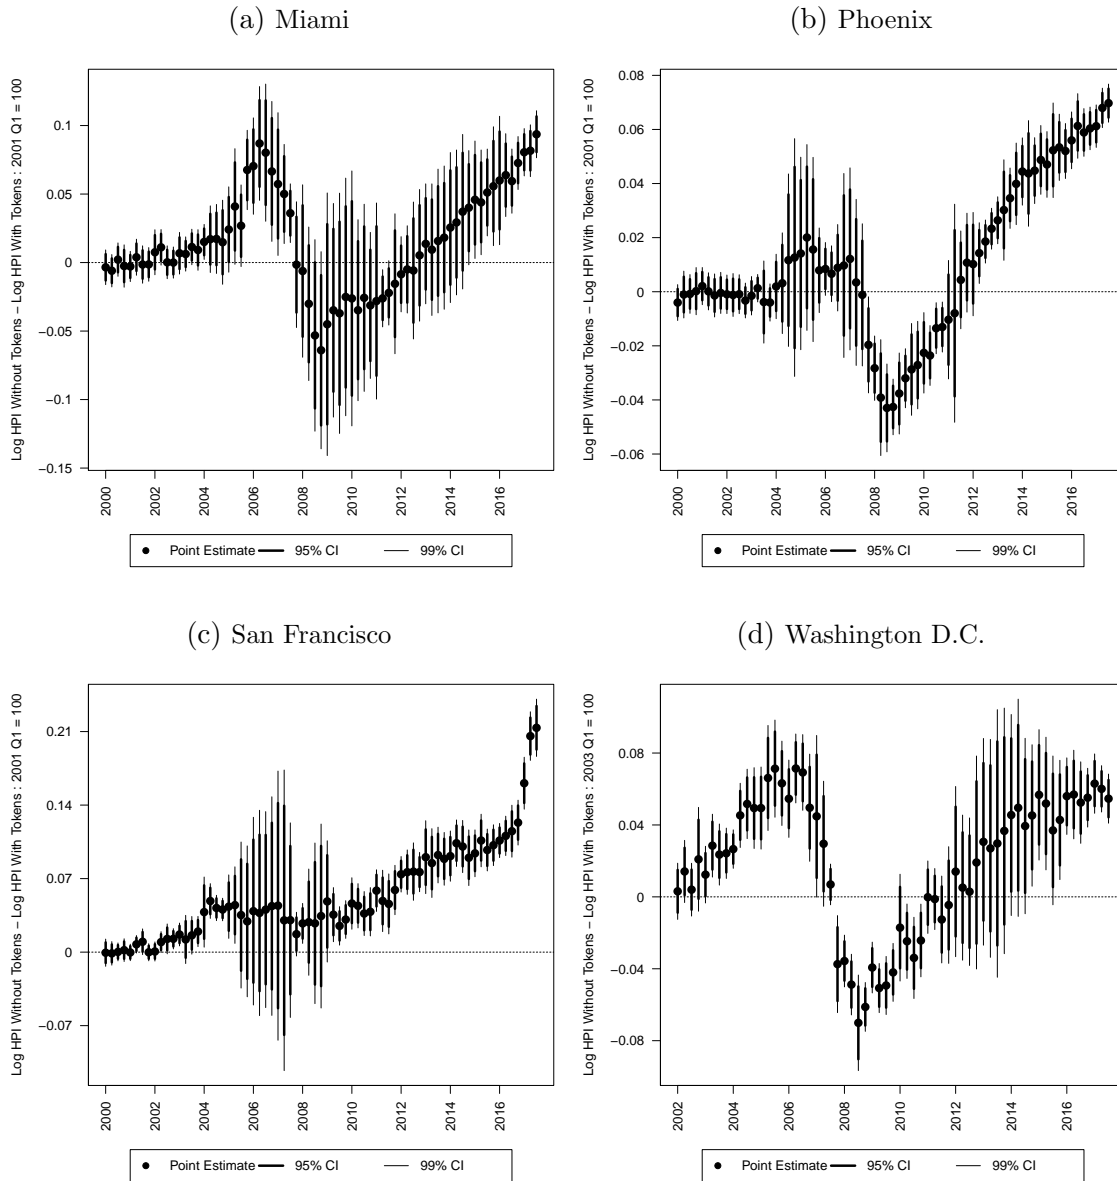 (a) Miami
Log HPI Without Tokens − Log HPI With Tokens : 2001 Q1 = 100
0.1
0.05
0
−0.05
−0.1
−0.15
2000
2002
2004
2006
2008
2010
2012
2014
2016
Point Estimate
95% CI
99% CI
(b) Phoenix
Log HPI Without Tokens − Log HPI With Tokens : 2001 Q1 = 100
0.08
0.06
0.04
0.02
0
−0.02
−0.04
−0.06
2000
2002
2004
2006
2008
2010
2012
2014
2016
Point Estimate
95% CI
99% CI
(c) San Francisco
Log HPI Without Tokens − Log HPI With Tokens : 2001 Q1 = 100
0.21
0.14
0.07
0
−0.07
2000
2002
2004
2006
2008
2010
2012
2014
2016
Point Estimate
95% CI
99% CI
(d) Washington D.C.
Log HPI Without Tokens − Log HPI With Tokens : 2003 Q1 = 100
0.08
0.04
0
−0.04
−0.08
2002
2004
2006
2008
2010
2012
2014
2016
Point Estimate
95% CI
99% CI